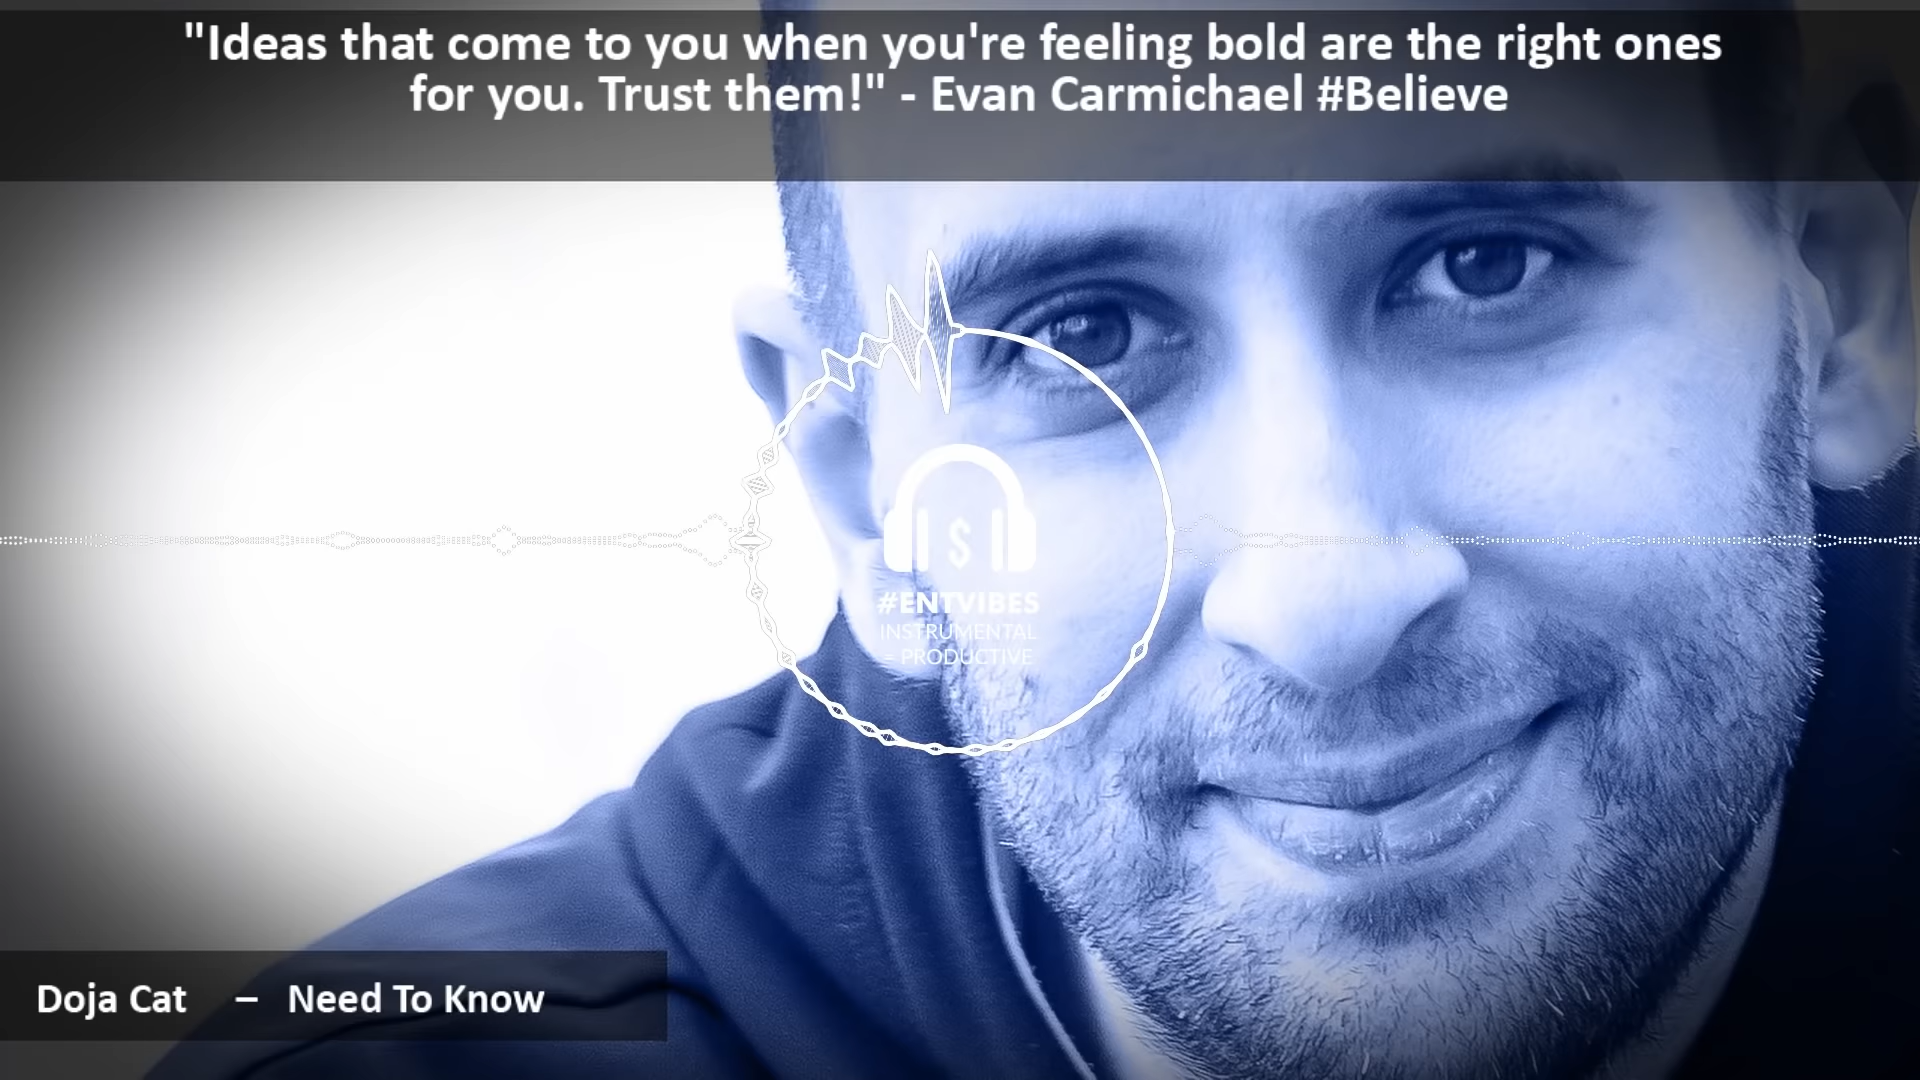 "Ideas that come to you when you're feeling bold are the right ones
for you. Trust them!" - Evan Carmichael #Believe
$
#ENTVIBES
INSTRUMENTAL
= PRODUCTIVE
Doja Cat – Need To Know